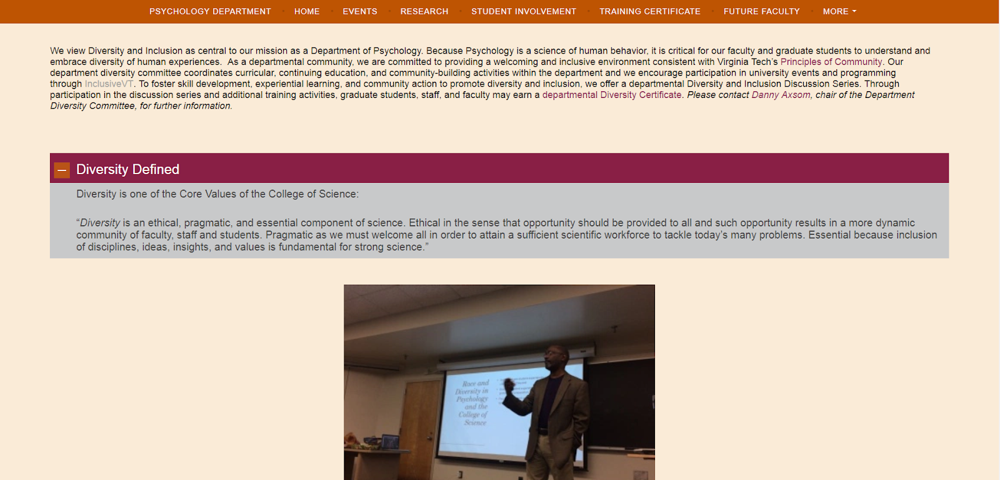 PSYCHOLOGY DEPARTMENT HOME EVENTS RESEARCH STUDENT INVOLVEMENT TRAINING CERTIFICATE FUTURE FACULTY MORE
We view Diversity and Inclusion as central to our mission as a Department of Psychology. Because Psychology is a science of human behavior, it is critical for our faculty and graduate students to understand and
embrace diversity of human experiences. As a departmental community, we are committed to providing a welcoming and inclusive environment consistent with Virginia Tech’s Principles of Community. Our
department diversity committee coordinates curricular, continuing education, and community-building activities within the department and we encourage participation in university events and programming
through InclusiveVT. To foster skill development, experiential learning, and community action to promote diversity and inclusion, we offer a departmental Diversity and Inclusion Discussion Series. Through
participation in the discussion series and additional training activities, graduate students, staff, and faculty may earn a departmental Diversity Certificate. Please contact Danny Axsom, chair of the Department
Diversity Committee, for further information.
Diversity Defined
Diversity is one of the Core Values of the College of Science:
“Diversity is an ethical, pragmatic, and essential component of science. Ethical in the sense that opportunity should be provided to all and such opportunity results in a more dynamic
community of faculty, staff and students. Pragmatic as we must welcome all in order to attain a sufficient scientific workforce to tackle today’s many problems. Essential because inclusion
of disciplines, ideas, insights, and values is fundamental for strong science.”
Race and
Diversity in
Psychology
and the
College of
Science